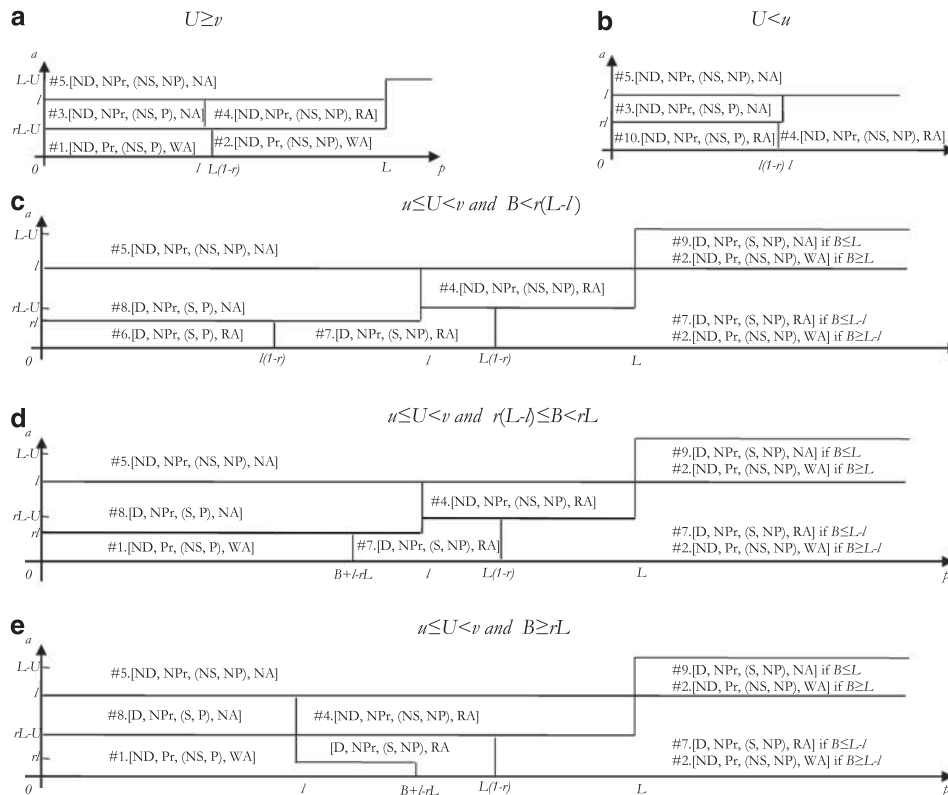 a
U≥v
b
U<u
a
L-U
#5.[ND, NPr, (NS, NP), NA]
l
#3.[ND, NPr, (NS, P), NA]
#4.[ND,NPr, (NS, NP), RA]
rL-U
#1.[ND, Pr, (NS, P), WA]
#2.[ND, Pr, (NS, NP), WA]
0
l
L(1-r)
L
p
a
#5.[ND, NPr, (NS, NP), NA]
l
#3.[ND, NPr, (NS, P), NA]
rl
#10.[ND, NPr, (NS, P), RA]
#4.[ND, NPr, (NS, NP), RA]
0
l(1-r)
l
c
u≤U<v and B<r(L-l)
a
L-U
#5.[ND, NPr, (NS, NP), NA]
#9.[D, NPr, (S, NP), NA] if B≤L
#2.[ND, Pr, (NS, NP), WA] if B≥L
l
#4.[ND, NPr, (NS, NP), RA]
rL-U
#8.[D, NPr, (S, P), NA]
rl
#6.[D, NPr, (S, P), RA]
#7.[D, NPr, (S, NP), RA]
#7.[D, NPr, (S, NP), RA] if B≤L-l
#2.[ND, Pr, (NS, NP), WA] if B≥L-l
0
l(1-r)
l
L(1-r)
L
d
u≤U<v and r(L-l)≤B<rL
a
L-U
#5.[ND, NPr, (NS, NP), NA]
#9.[D, NPr, (S, NP), NA] if B≤L
#2.[ND, Pr, (NS, NP), WA] if B≥L
l
#4.[ND, NPr, (NS, NP), RA]
rL-U
#8.[D, NPr, (S, P), NA]
rl
#1.[ND, Pr, (NS, P), WA]
#7.[D, NPr, (S, NP), RA]
#7.[D, NPr, (S, NP), RA] if B≤L-l
#2.[ND, Pr, (NS, NP), WA] if B≥L-l
0
B+l-rL
l
L(1-r)
L
p
e
u≤U<v and B≥rL
a
L-U
#5.[ND, NPr, (NS, NP), NA]
#9.[D, NPr, (S, NP), NA] if B≤L
#2.[ND, Pr, (NS, NP), WA] if B≥L
l
#8.[D, NPr, (S, P), NA]
#4.[ND, NPr, (NS, NP), RA]
rL-U
#1.[ND, Pr, (NS, P), WA]
[D, NPr, (S, NP), RA
#7.[D, NPr, (S, NP), RA] if B≤L-l
#2.[ND, Pr, (NS, NP), WA] if B≥L-l
rl
0
l
B+l-rL
L(1-r)
L
p